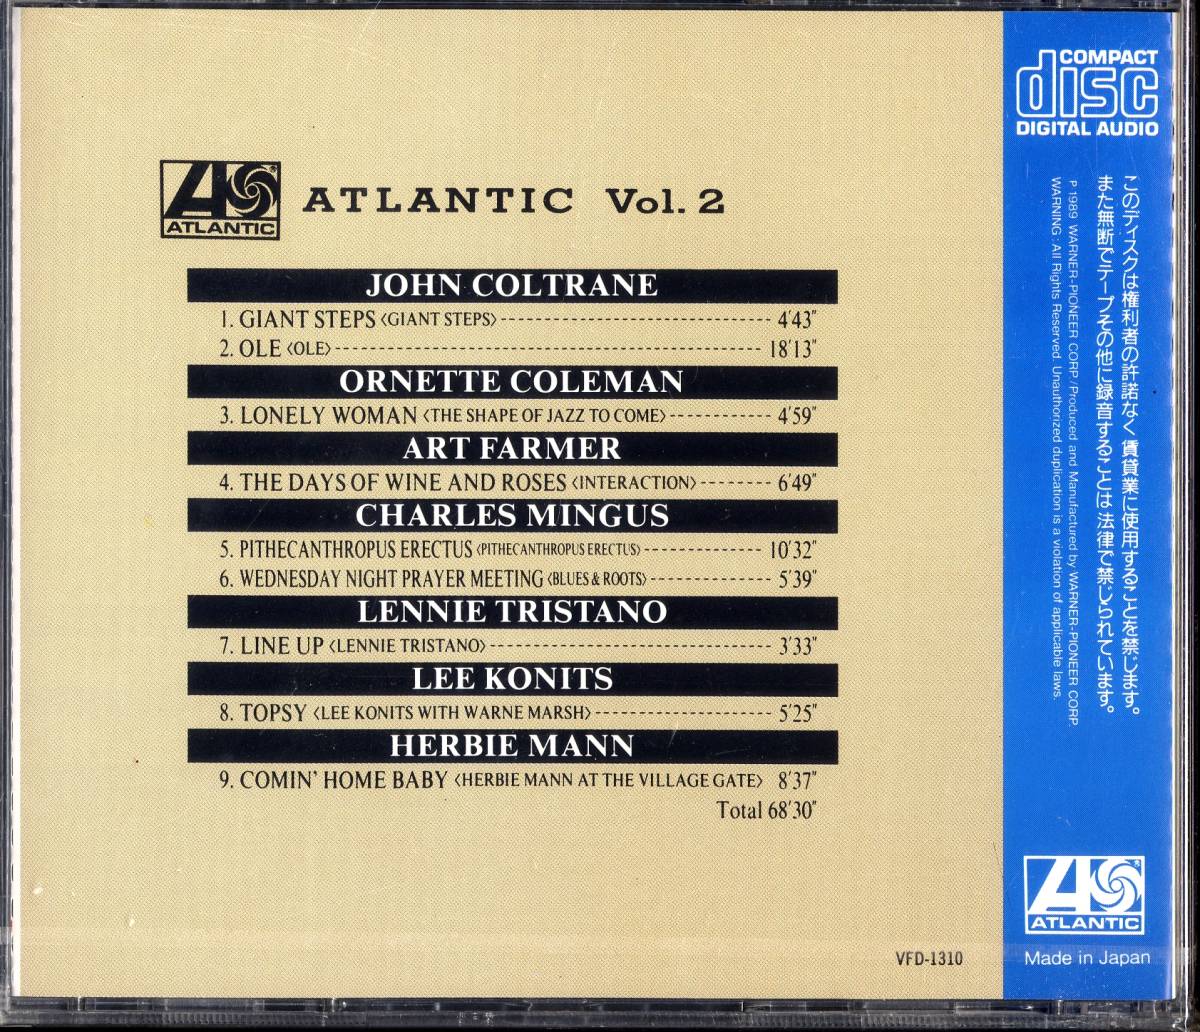 ATLANTIC
ATLANTIC Vol. 2
JOHN COLTRANE
1. GIANT STEPS <GIANT STEPS> 4'43"
2. OLE <OLE> 18'13"
ORNETTE COLEMAN
3. LONELY WOMAN <THE SHAPE OF JAZZ TO COME> 4'59"
ART FARMER
4. THE DAYS OF WINE AND ROSES <INTERACTION> 6'49"
CHARLES MINGUS
5. PITHECANTHROPUS ERECTUS <PITHECANTHROPUS ERECTUS> 10'32"
6. WEDNESDAY NIGHT PRAYER MEETING <BLUES & ROOTS> 5'39"
LENNIE TRISTANO
7. LINE UP <LENNIE TRISTANO> 3'33"
LEE KONITS
8. TOPSY <LEE KONITS WITH WARNE MARSH> 5'25"
HERBIE MANN
9. COMIN' HOME BABY <HERBIE MANN AT THE VILLAGE GATE> 8'37"
Total 68'30"
VFD-1310
COMPACT
disc
DIGITAL AUDIO
このディスクは権利者の許諾なく賃貸業に使用することを禁じます。
また無断でテープその他に録音することは法律で禁じられています。
P 1989 WARNER-PIONEER CORP./Produced and Manufactured by WARNER-PIONEER CORP.
WARNING : All Rights Reserved. Unauthorized duplication is a violation of applicable laws.
ATLANTIC
Made in Japan